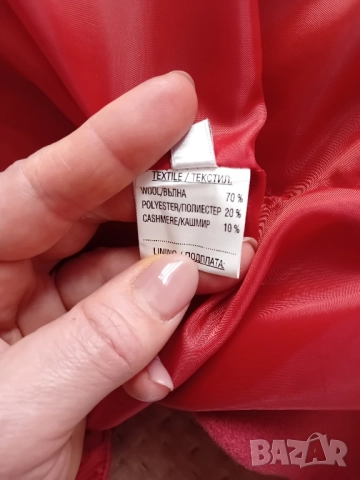 TEXTILE / ТЕКСТИЛ.
WOOL/ВЪЛНА 70 %
POLYESTER/ПОЛИЕСТЕР 20 %
CASHMERE/КАШМИР 10 %
LINING / ПОДПЛАТА:
BAZAR